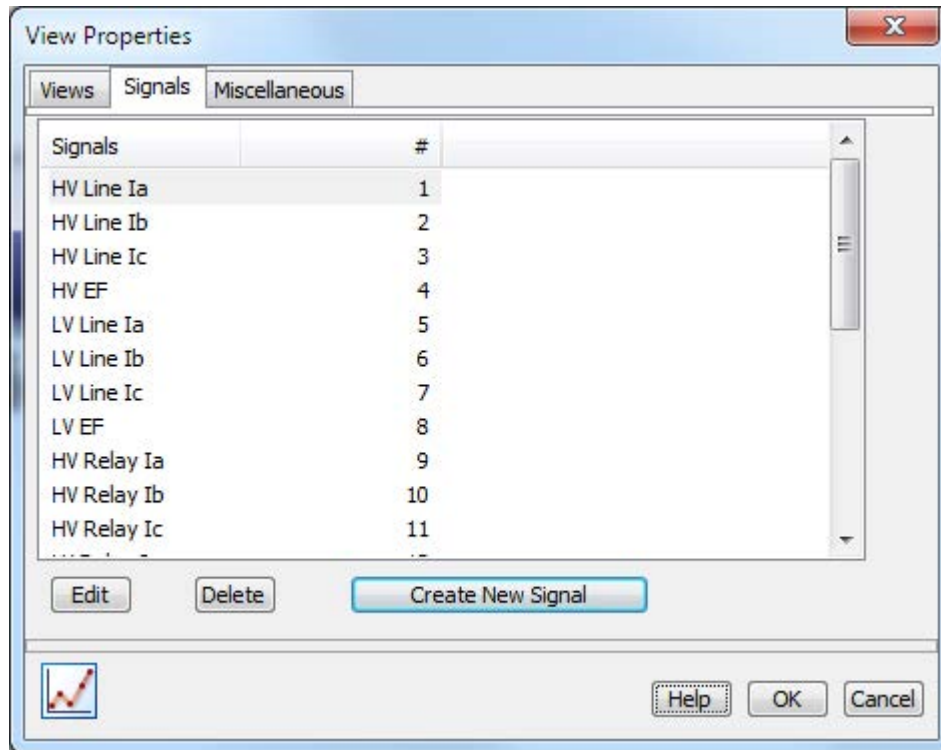 View Properties
Views Signals Miscellaneous
Signals #
HV Line Ia 1
HV Line Ib 2
HV Line Ic 3
HV EF 4
LV Line Ia 5
LV Line Ib 6
LV Line Ic 7
LV EF 8
HV Relay Ia 9
HV Relay Ib 10
HV Relay Ic 11
Edit Delete Create New Signal
Help OK Cancel